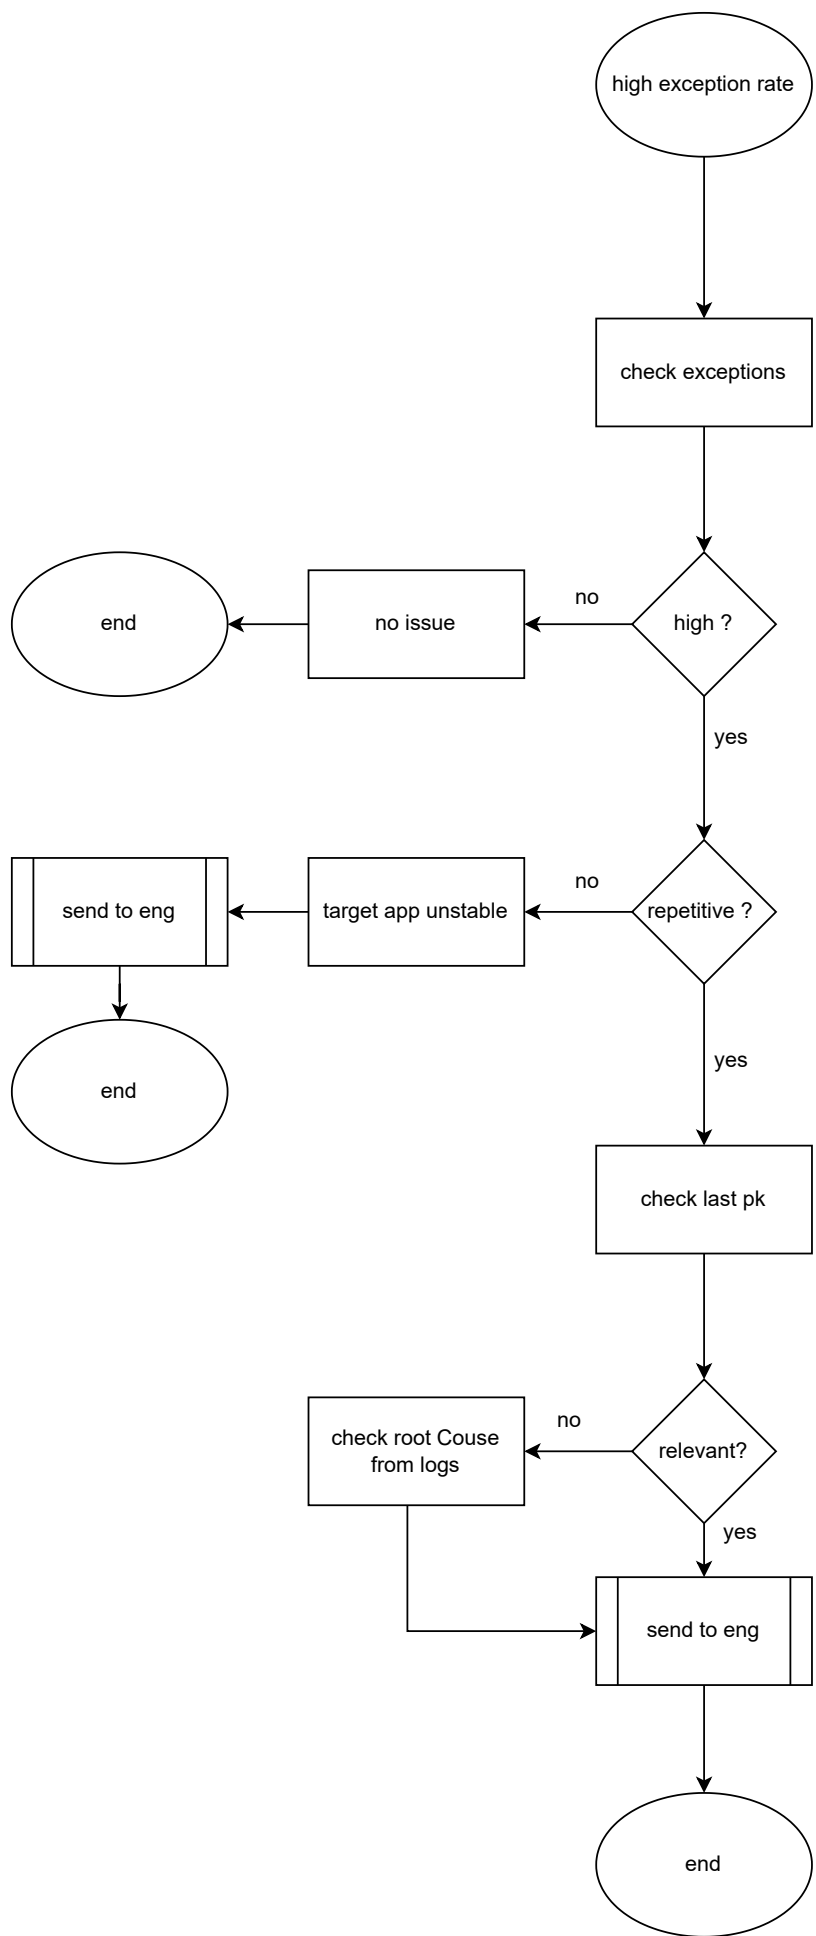 high exception rate
check exceptions
end
no issue
no
high ?
yes
send to eng
target app unstable
no
repetitive ?
end
yes
check last pk
check root Couse
from logs
no
relevant?
yes
send to eng
end